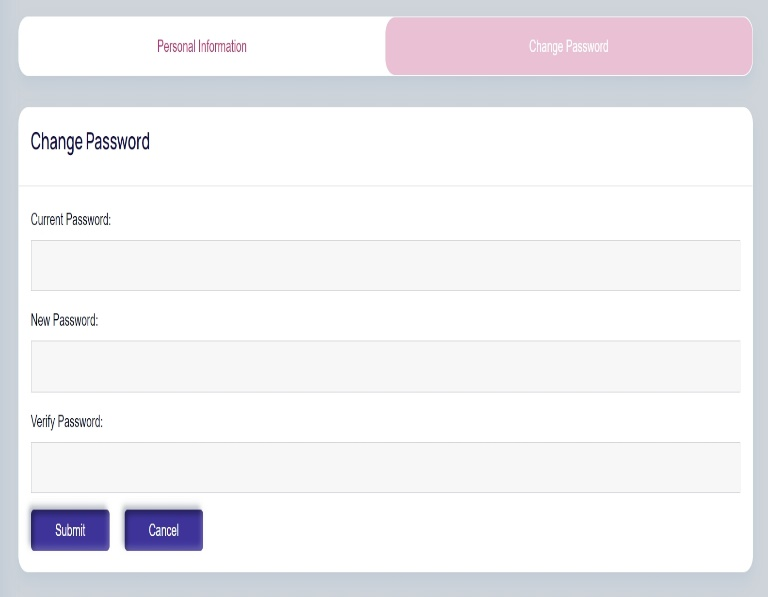 Personal Information
Change Password
Change Password
Current Password:
New Password:
Verify Password:
Submit
Cancel